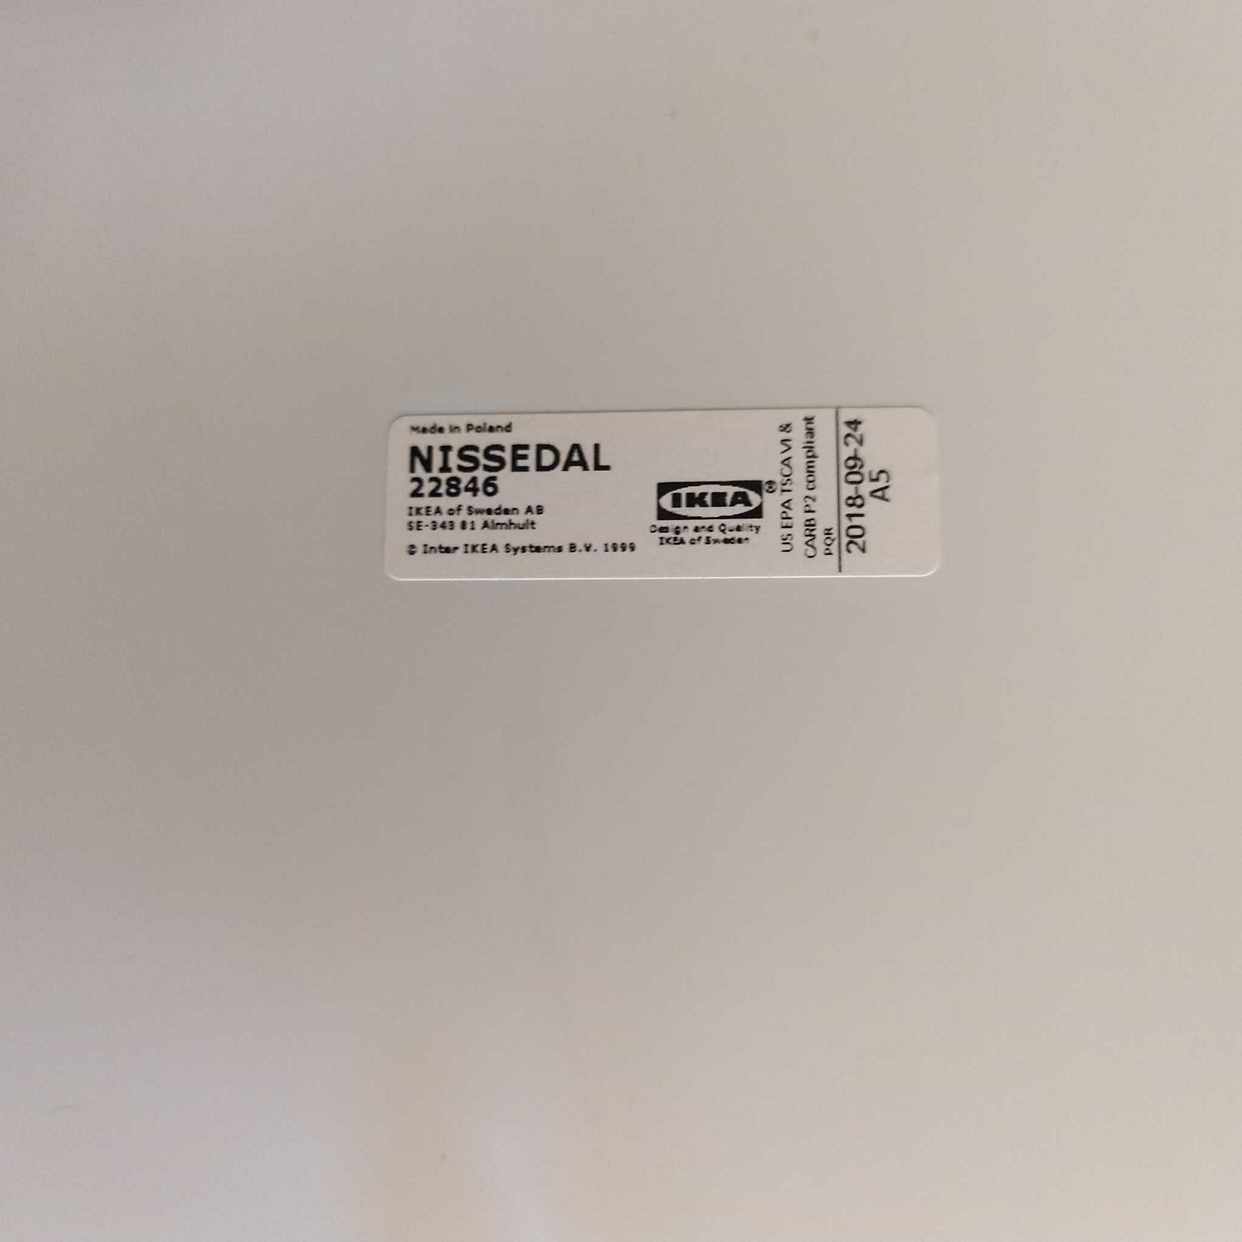 Made in Poland
NISSEDAL
22846
IKEA of Sweden AB
SE-343 81 Almhult
© Inter IKEA Systems B.V. 1999
IKEA®
Design and Quality
IKEA of Sweden
US EPA TSCA VI &
CARB P2 compliant
PQR
2018-09-24
A5